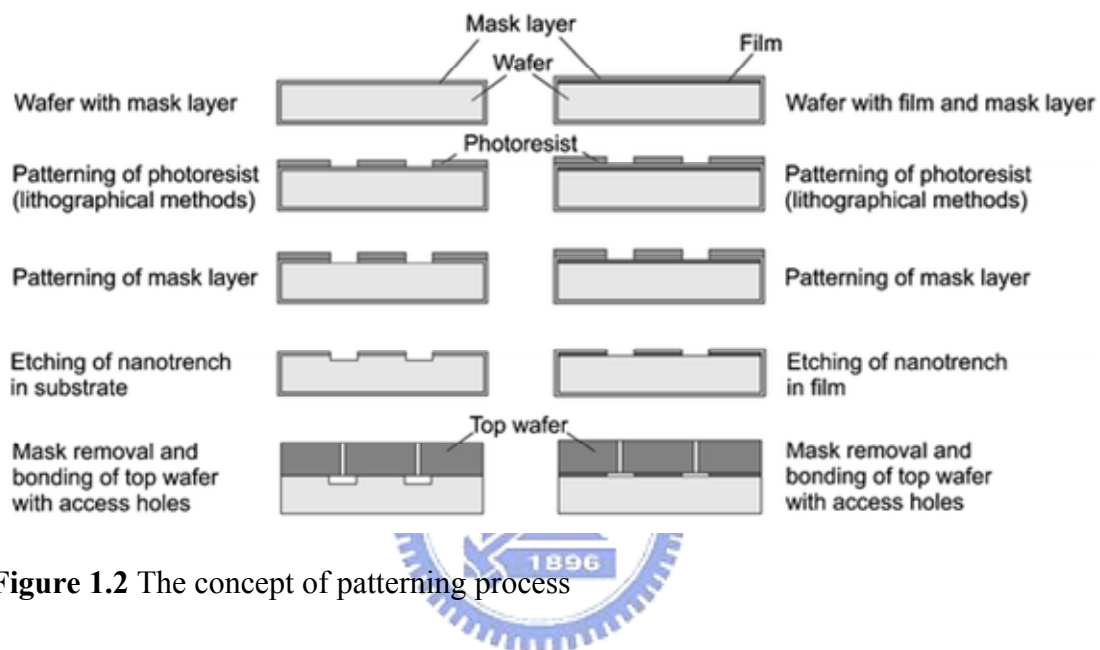 Mask layer
Film
Wafer
Wafer with mask layer
Wafer with film and mask layer
Photoresist
Patterning of photoresist
(lithographical methods)
Patterning of photoresist
(lithographical methods)
Patterning of mask layer
Patterning of mask layer
Etching of nanotrench
in substrate
Etching of nanotrench
in film
Top wafer
Mask removal and
bonding of top wafer
with access holes
Mask removal and
bonding of top wafer
with access holes
1896
Figure 1.2 The concept of patterning process